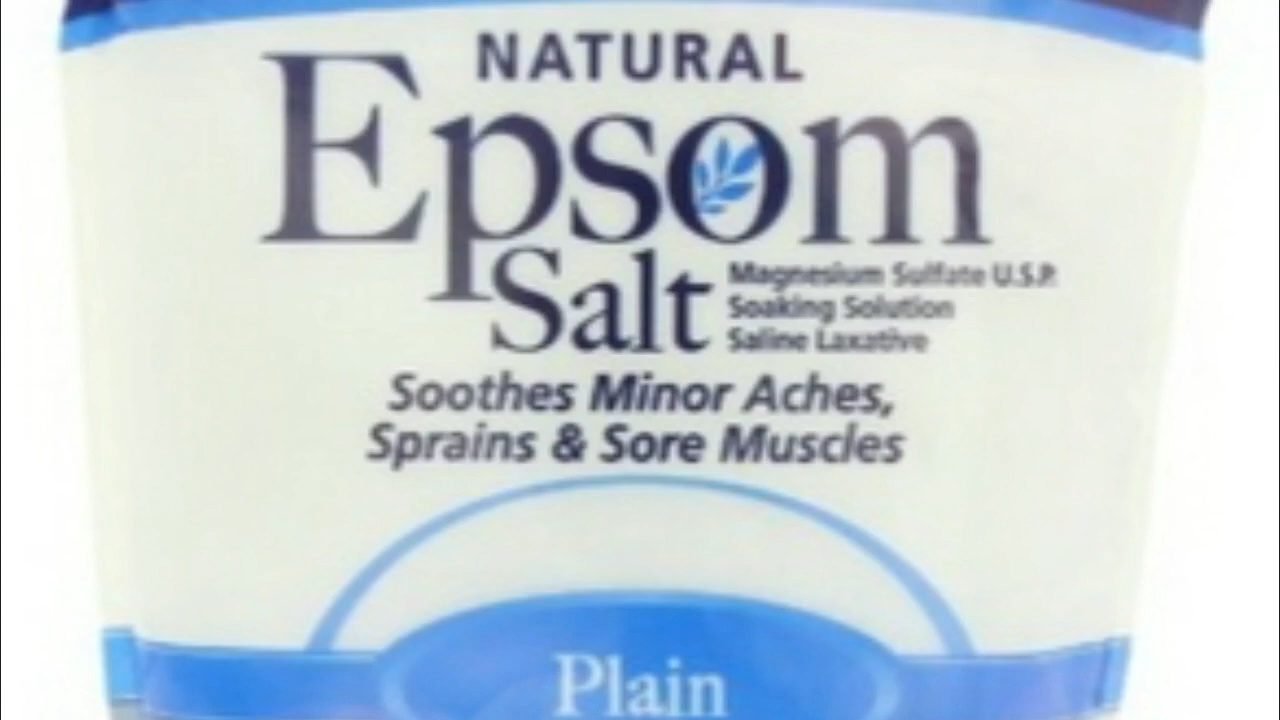 NATURAL
Epsom
Salt
Magnesium Sulfate U.S.P.
Soaking Solution
Saline Laxative
Soothes Minor Aches,
Sprains & Sore Muscles
Plain